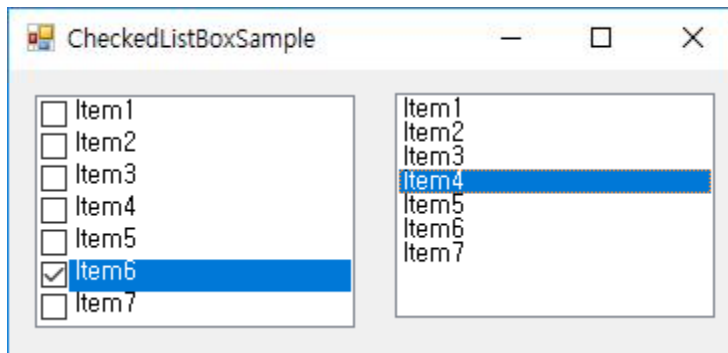 CheckedListBoxSample
Item1
Item2
Item3
Item4
Item5
Item6
Item7
Item1
Item2
Item3
Item4
Item5
Item6
Item7